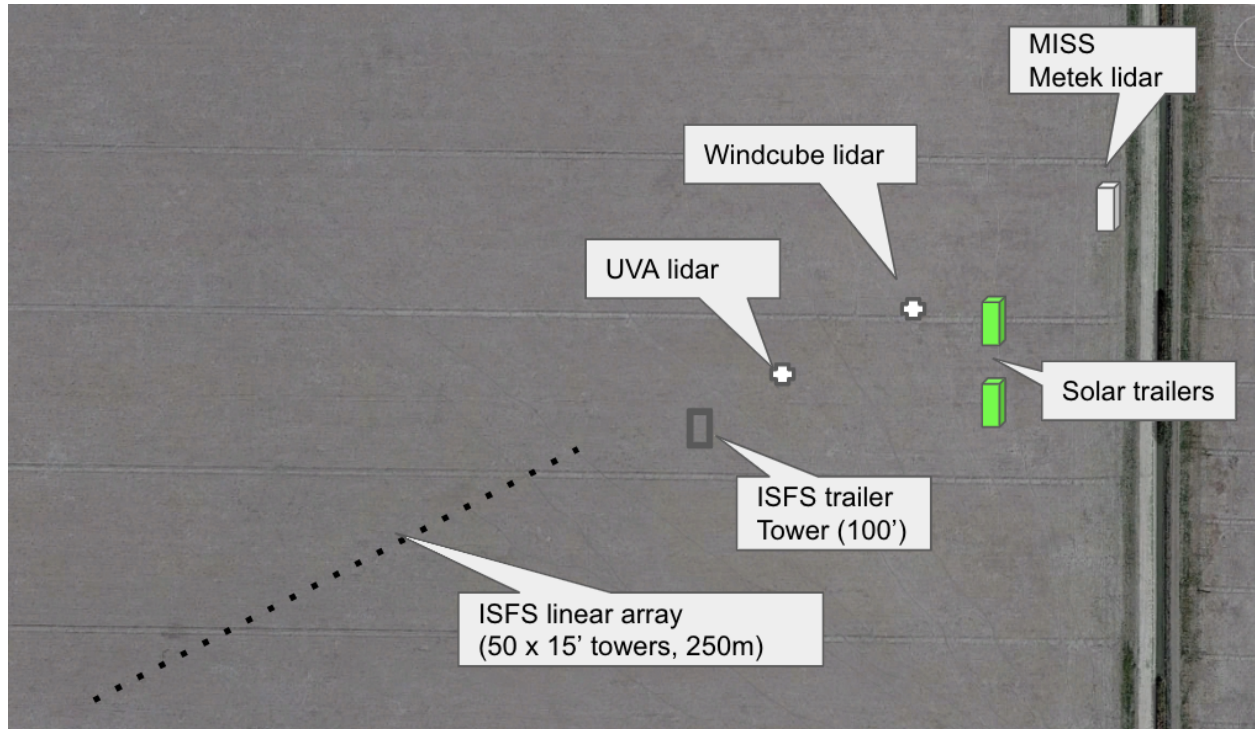 MISS
Metek lidar
Windcube lidar
UVA lidar
Solar trailers
ISFS trailer
Tower (100’)
ISFS linear array
(50 x 15’ towers, 250m)